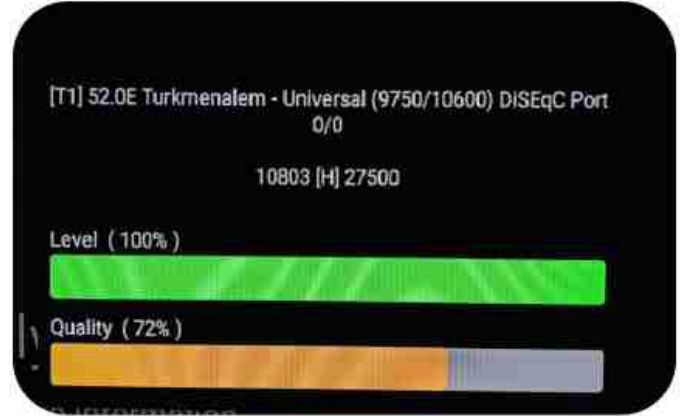 [T1] 52.0E Turkmenalem - Universal (9750/10600) DiSEqC Port
0/0
10803 [H] 27500
Level ( 100% )
Quality ( 72% )